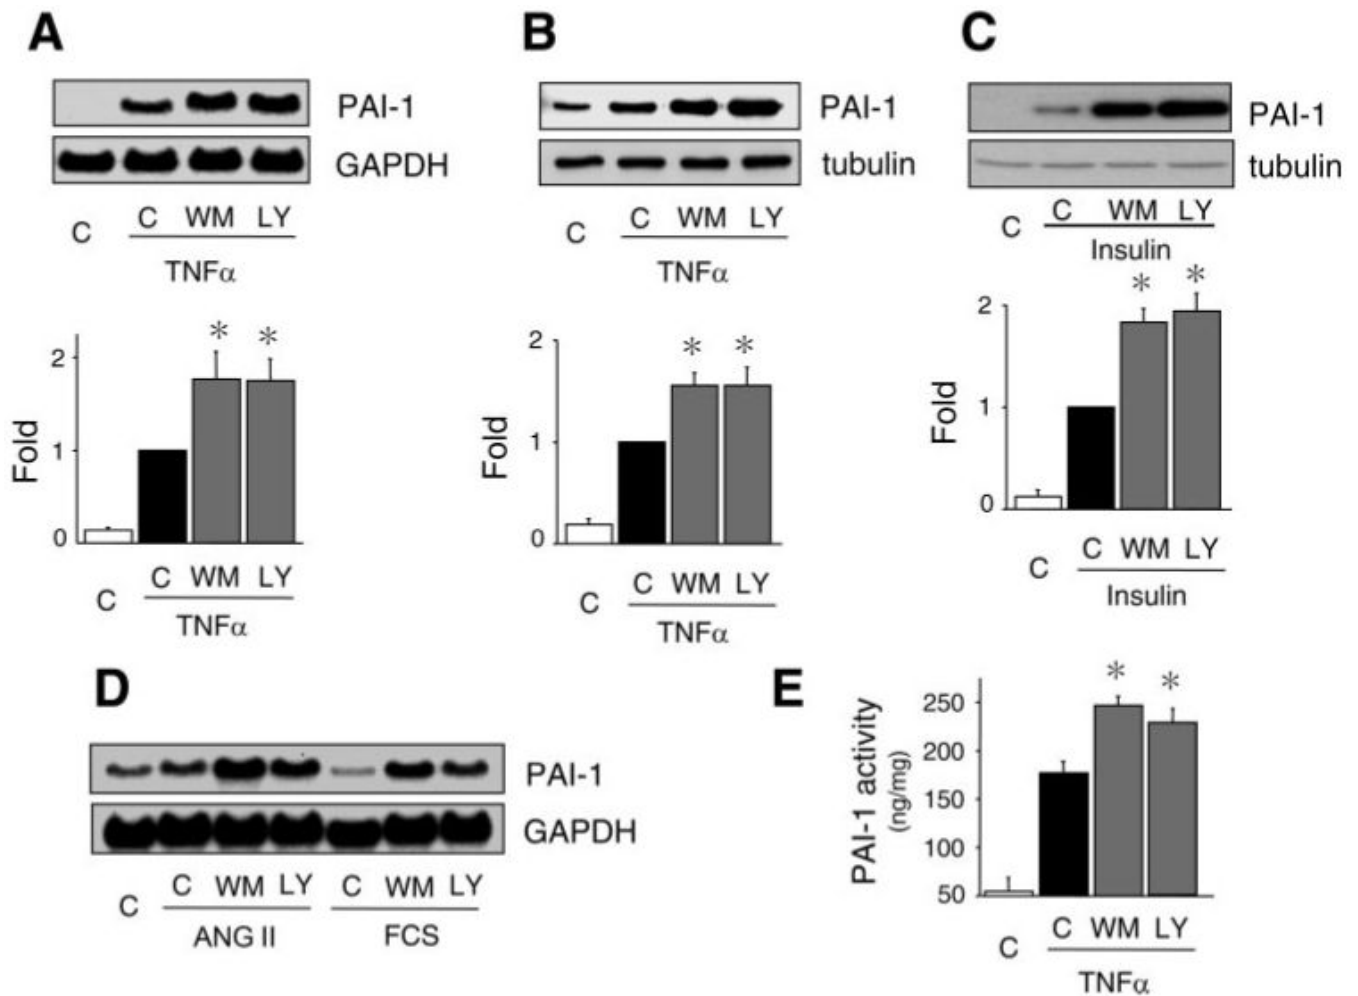 A
PAI-1
GAPDH
C C WM LY
TNFα
* *
2
1
0
Fold
C C WM LY
TNFα
B
PAI-1
tubulin
C C WM LY
TNFα
* *
2
1
0
Fold
C C WM LY
TNFα
C
PAI-1
tubulin
C C WM LY
Insulin
* *
2
1
0
Fold
C C WM LY
Insulin
D
PAI-1
GAPDH
C C WM LY C WM LY
ANG II FCS
E
* *
250
200
150
100
50
PAI-1 activity
(ng/mg)
C C WM LY
TNFα